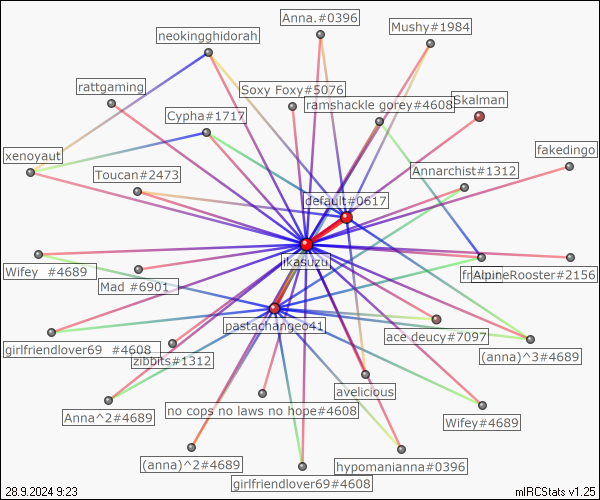 Anna.#0396
Mushy#1984
neokingghidorah
rattgaming
Soxy Foxy#5076
ramshackle gorey#4608
Skalman
Cypha#1717
xenoyaut
fakedingo
Toucan#2473
Annarchist#1312
default#0617
ikasuzu
Wifey  #4689
AlpineRooster#2156
Mad #6901
pastachangeo41
ace deucy#7097
girlfriendlover69  #4608
zibbits#1312
(anna)^3#4689
avelicious
Anna^2#4689
no cops no laws no hope#4608
Wifey#4689
(anna)^2#4689
hypomanianna#0396
girlfriendlover69#4608
28.9.2024 9:23
mIRCStats v1.25